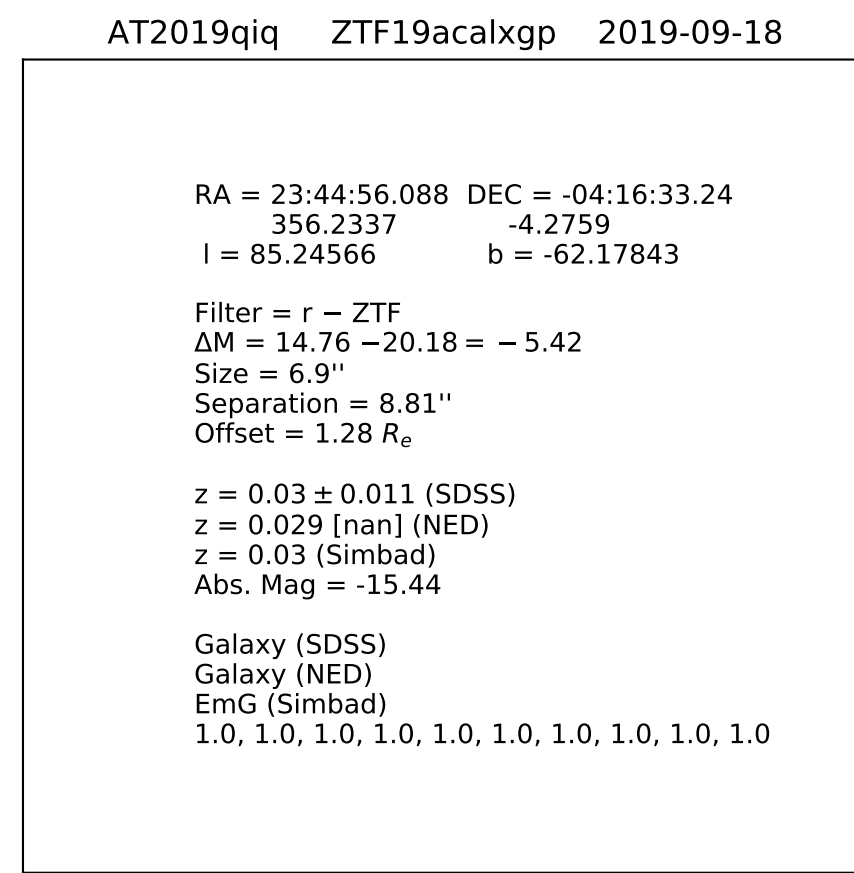 AT2019qiq ZTF19acalxgp 2019-09-18
RA = 23:44:56.088 DEC = -04:16:33.24
356.2337 -4.2759
l = 85.24566 b = -62.17843
Filter = r − ZTF
ΔM = 14.76 −20.18 = − 5.42
Size = 6.9''
Separation = 8.81''
Offset = 1.28 Rₑ
z = 0.03 ± 0.011 (SDSS)
z = 0.029 [nan] (NED)
z = 0.03 (Simbad)
Abs. Mag = -15.44
Galaxy (SDSS)
Galaxy (NED)
EmG (Simbad)
1.0, 1.0, 1.0, 1.0, 1.0, 1.0, 1.0, 1.0, 1.0, 1.0